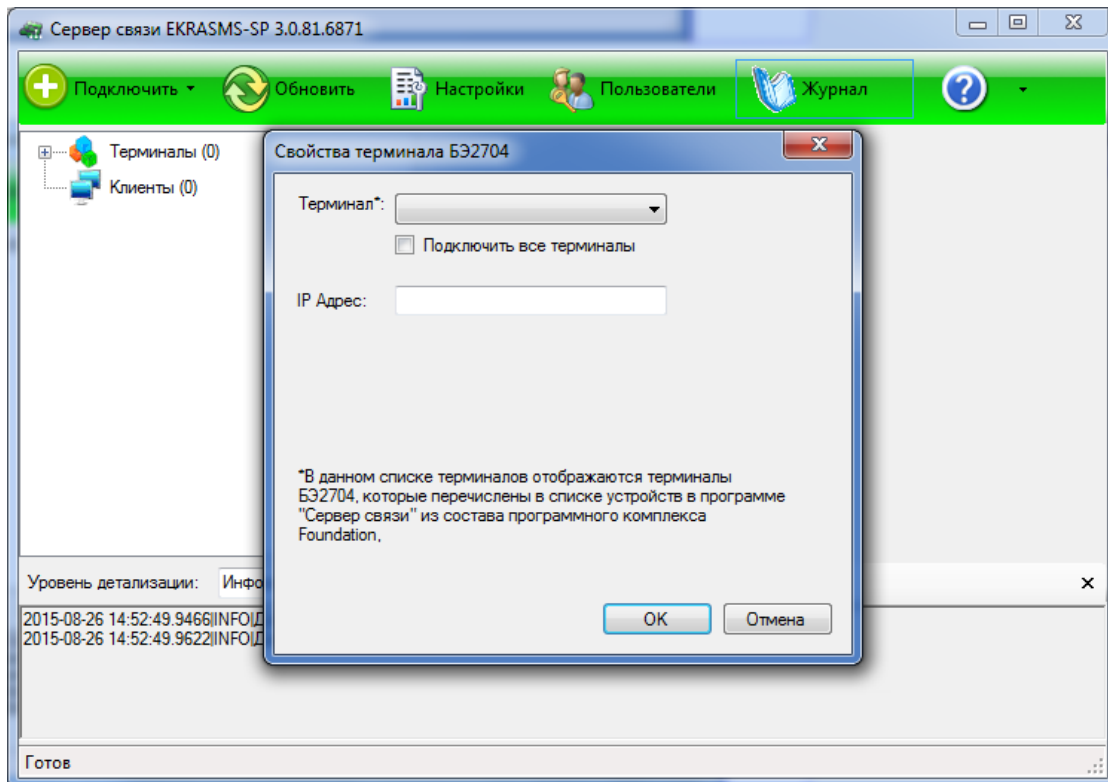 Сервер связи EKRASMS-SP 3.0.81.6871
Подключить Обновить Настройки Пользователи Журнал
Терминалы (0)
Клиенты (0)
Свойства терминала БЭ2704
Терминал*:
Подключить все терминалы
IP Адрес:
*В данном списке терминалов отображаются терминалы
БЭ2704, которые перечислены в списке устройств в программе
"Сервер связи" из состава программного комплекса
Foundation,
OK Отмена
Уровень детализации: Инфо
2015-08-26 14:52:49.9466|INFO|Д
2015-08-26 14:52:49.9622|INFO|Д
Готов